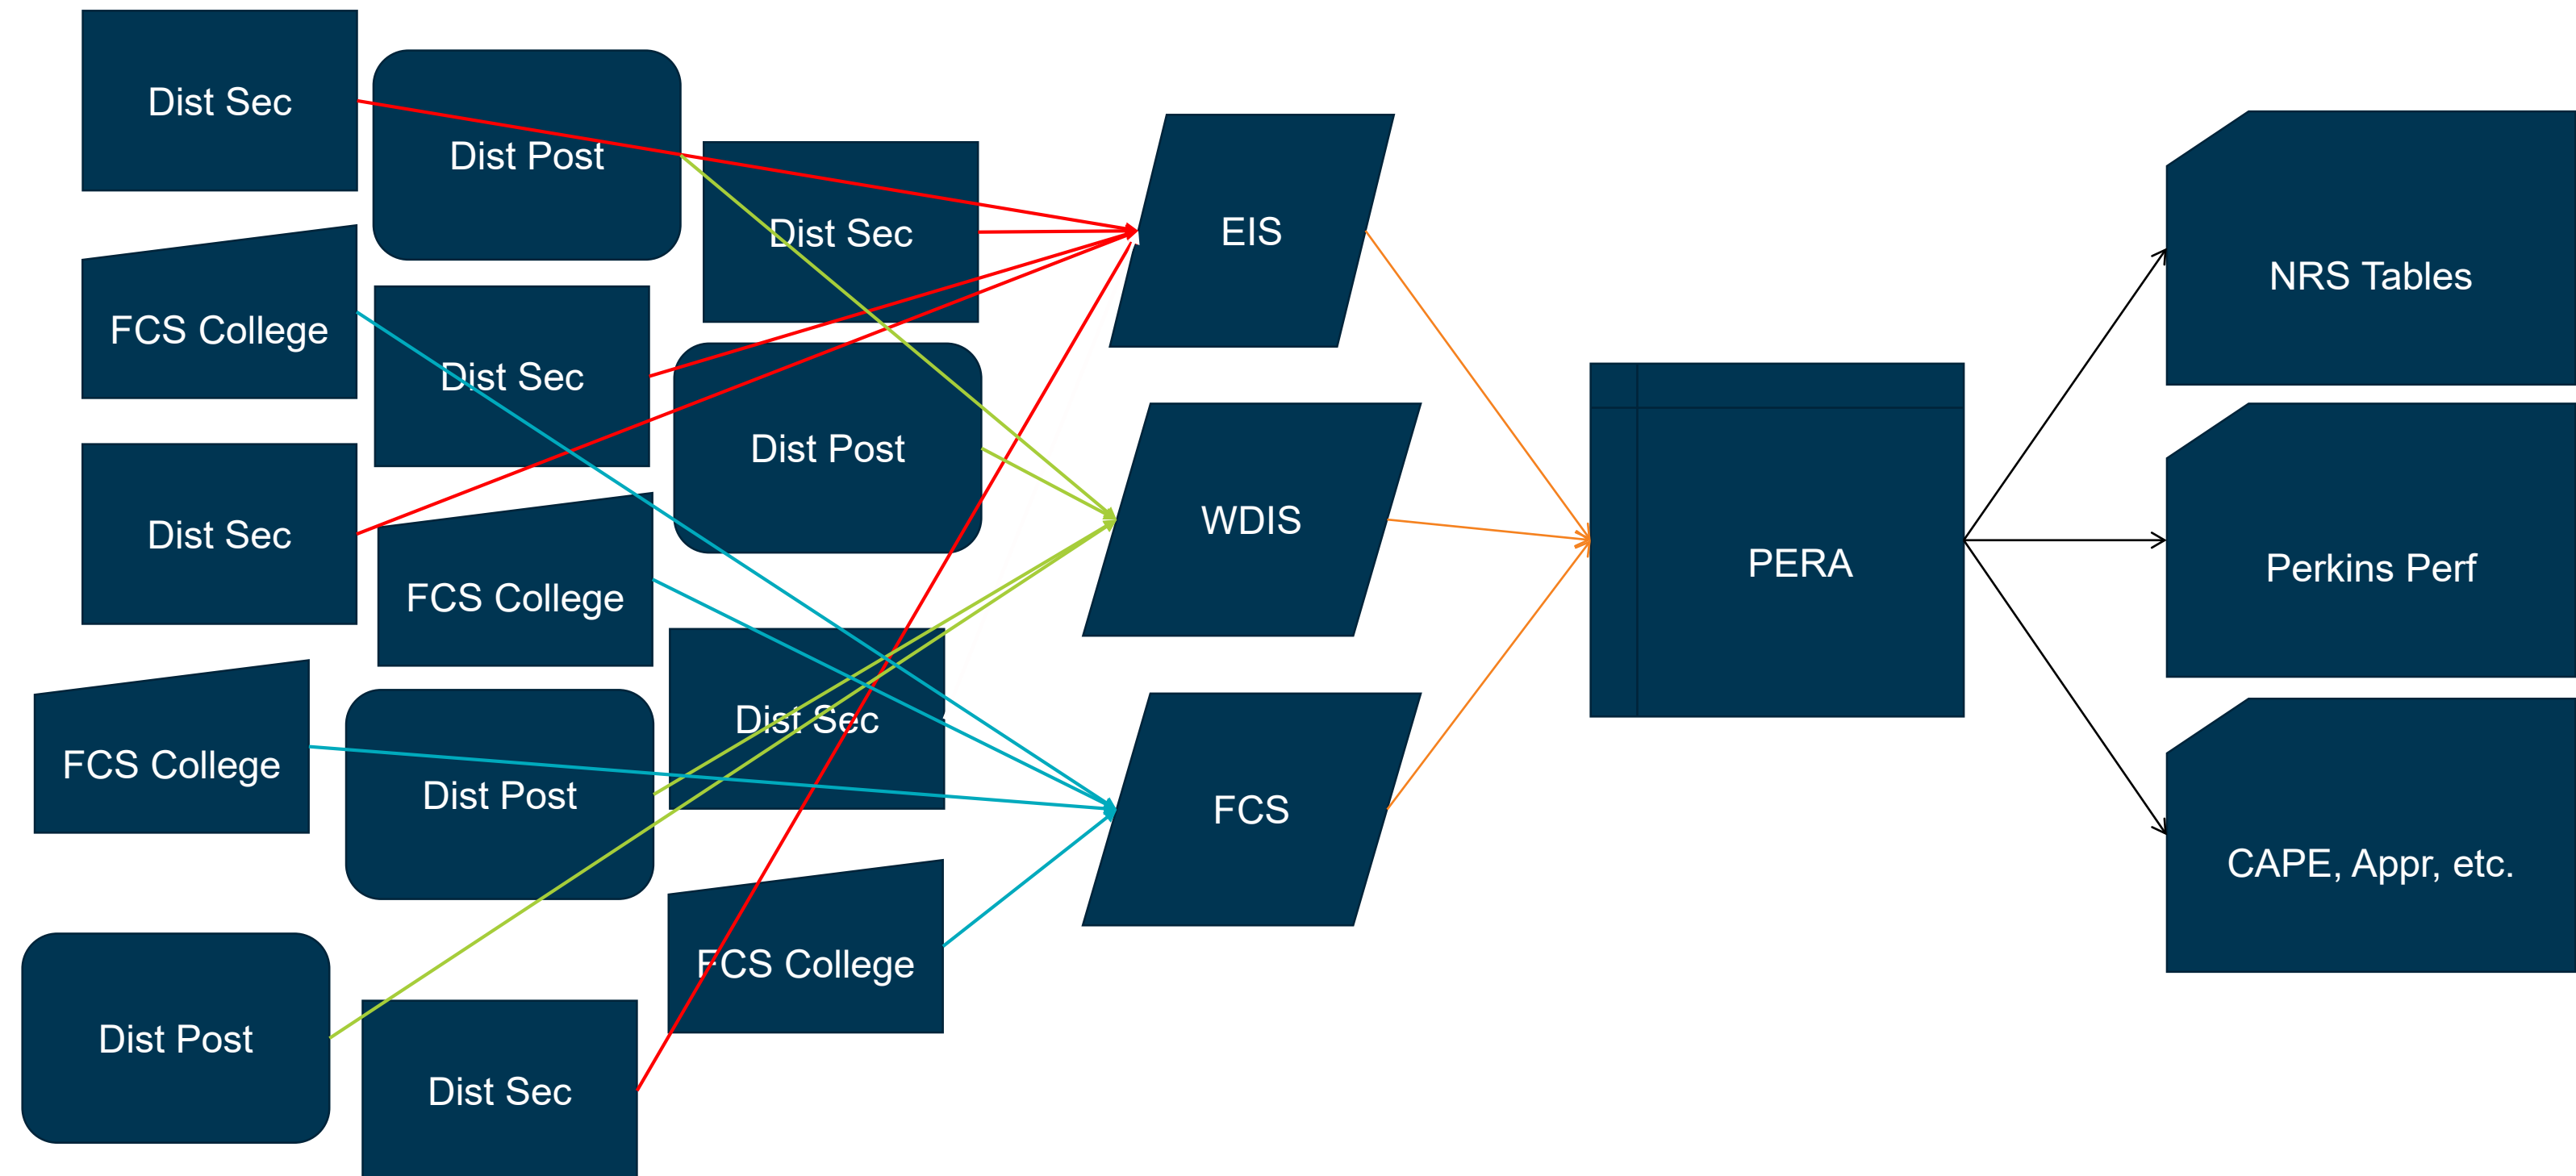 Dist Sec
Dist Post
Dist Sec
EIS
NRS Tables
FCS College
Dist Sec
Dist Post
WDIS
Dist Sec
FCS College
PERA
Perkins Perf
Dist Sec
FCS College
Dist Post
FCS
CAPE, Appr, etc.
FCS College
Dist Post
Dist Sec